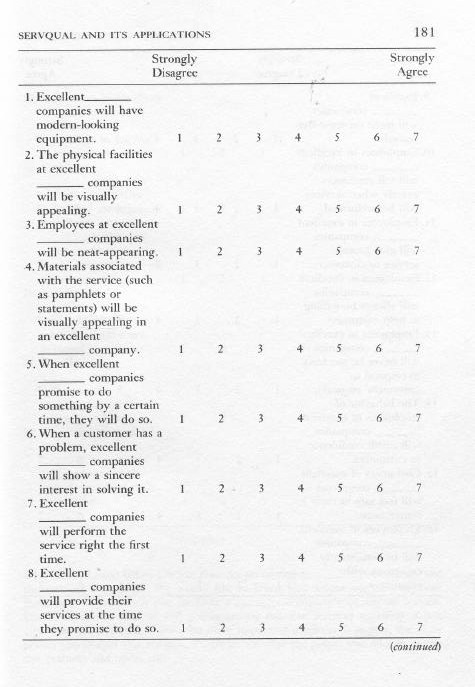 SERVQUAL AND ITS APPLICATIONS 181
Strongly Strongly
Disagree Agree
1. Excellent________
companies will have
modern-looking
equipment. 1 2 3 4 5 6 7
2. The physical facilities
at excellent
________ companies
will be visually
appealing. 1 2 3 4 5 6 7
3. Employees at excellent
________ companies
will be neat-appearing. 1 2 3 4 5 6 7
4. Materials associated
with the service (such
as pamphlets or
statements) will be
visually appealing in
an excellent
________ company. 1 2 3 4 5 6 7
5. When excellent
________ companies
promise to do
something by a certain
time, they will do so. 1 2 3 4 5 6 7
6. When a customer has a
problem, excellent
________ companies
will show a sincere
interest in solving it. 1 2 3 4 5 6 7
7. Excellent
________ companies
will perform the
service right the first
time. 1 2 3 4 5 6 7
8. Excellent
________ companies
will provide their
services at the time
they promise to do so. 1 2 3 4 5 6 7
(continued)